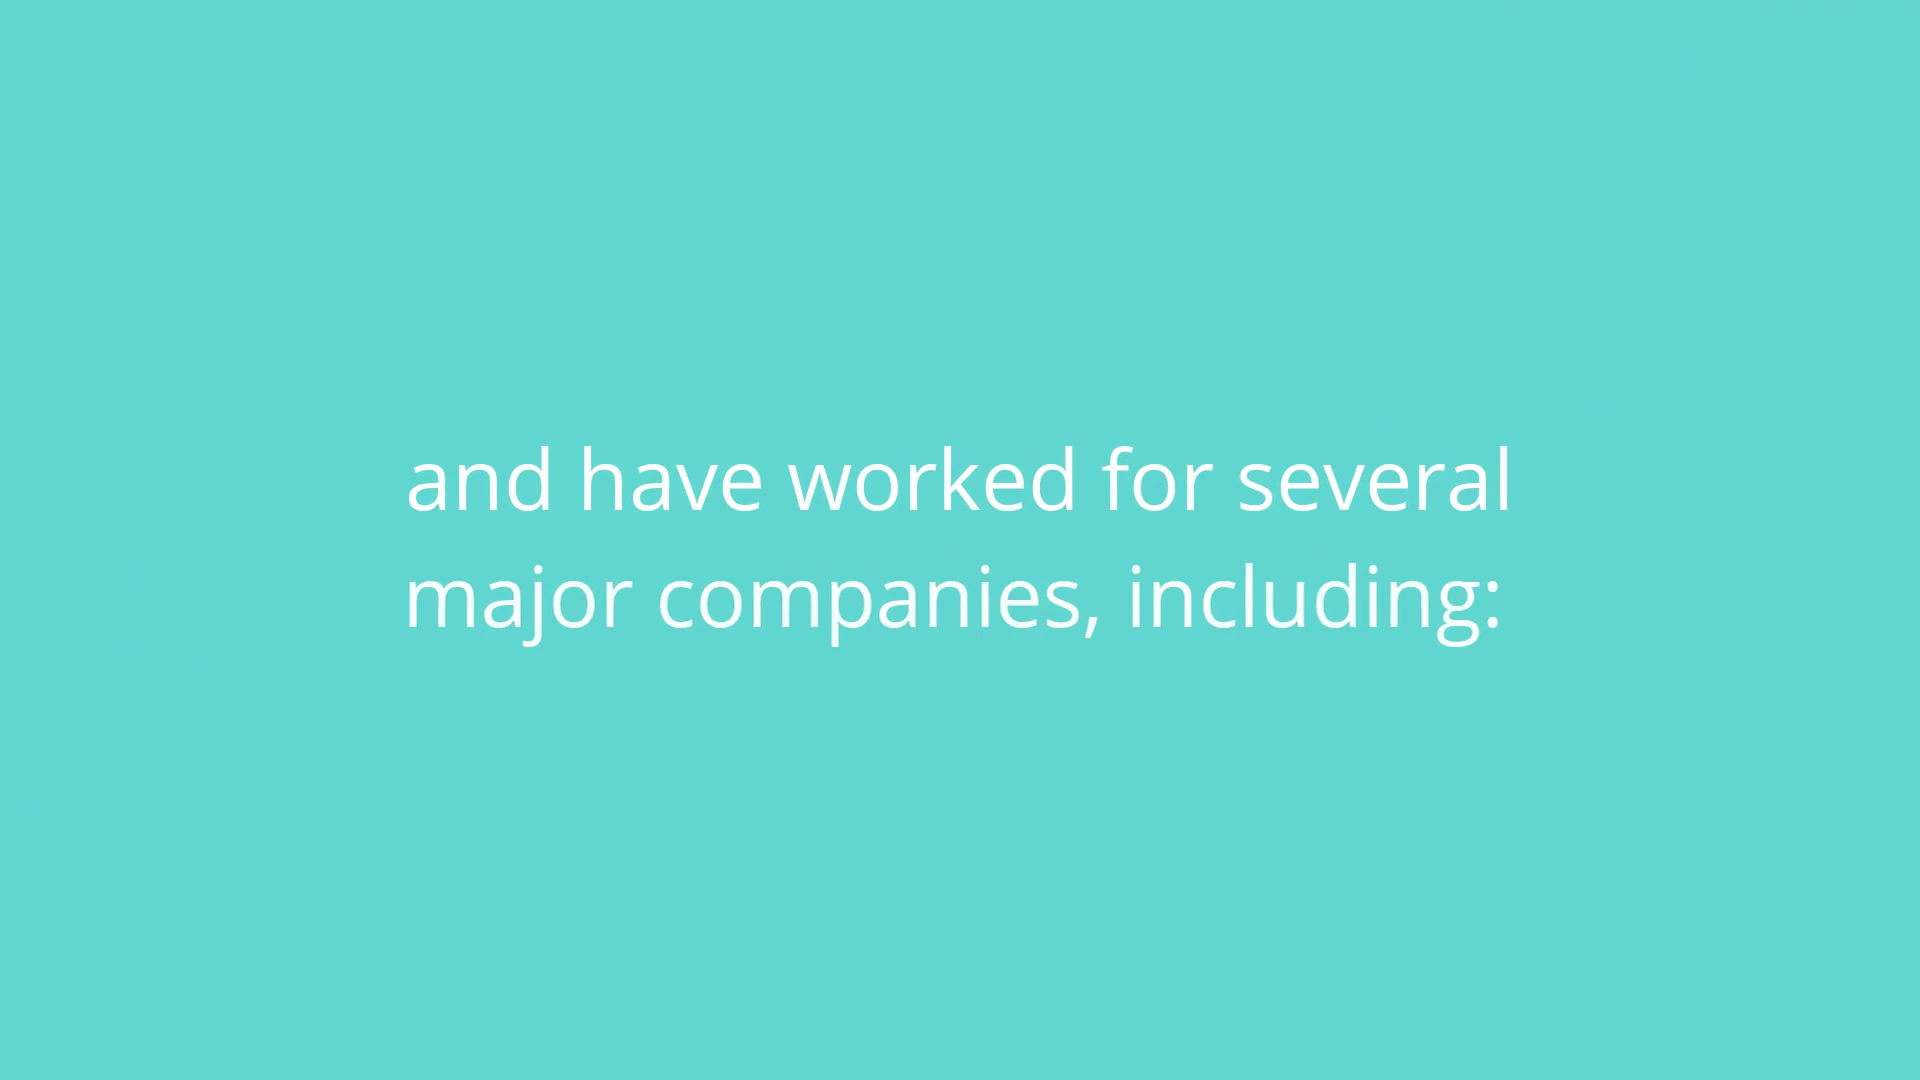 and have worked for several
major companies, including: